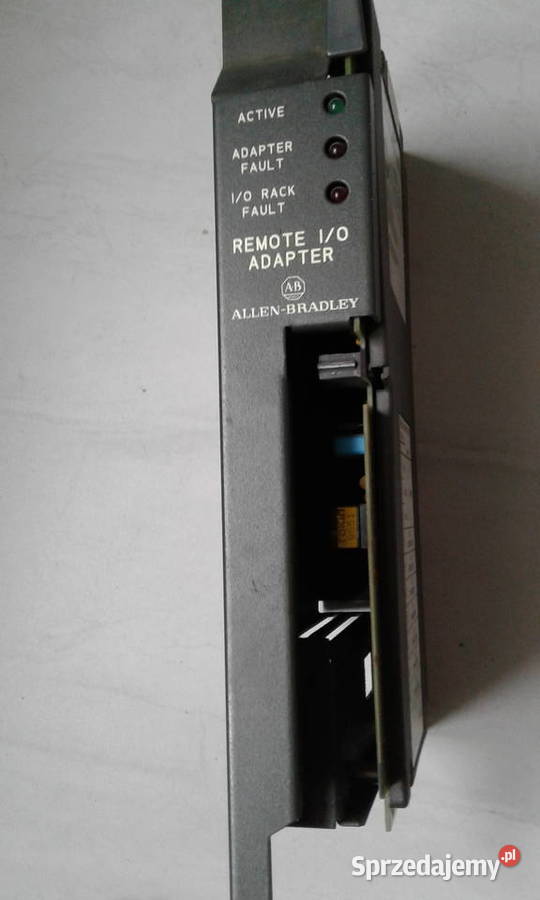 ACTIVE
ADAPTER
FAULT
I/O RACK
FAULT
REMOTE I/O
ADAPTER
AB
ALLEN-BRADLEY
Sprzedajemy.pl